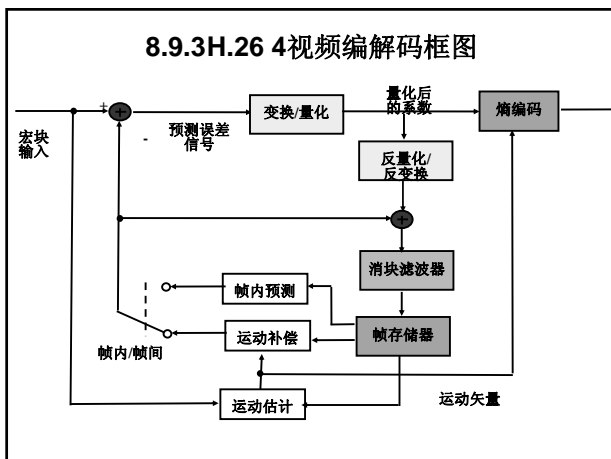 8.9.3H.26 4视频编解码框图
宏块
输入
+
-
预测误差
信号
变换/量化
量化后
的系数
熵编码
反量化/
反变换
+
消块滤波器
帧内预测
运动补偿
帧存储器
帧内/帧间
运动估计
运动矢量